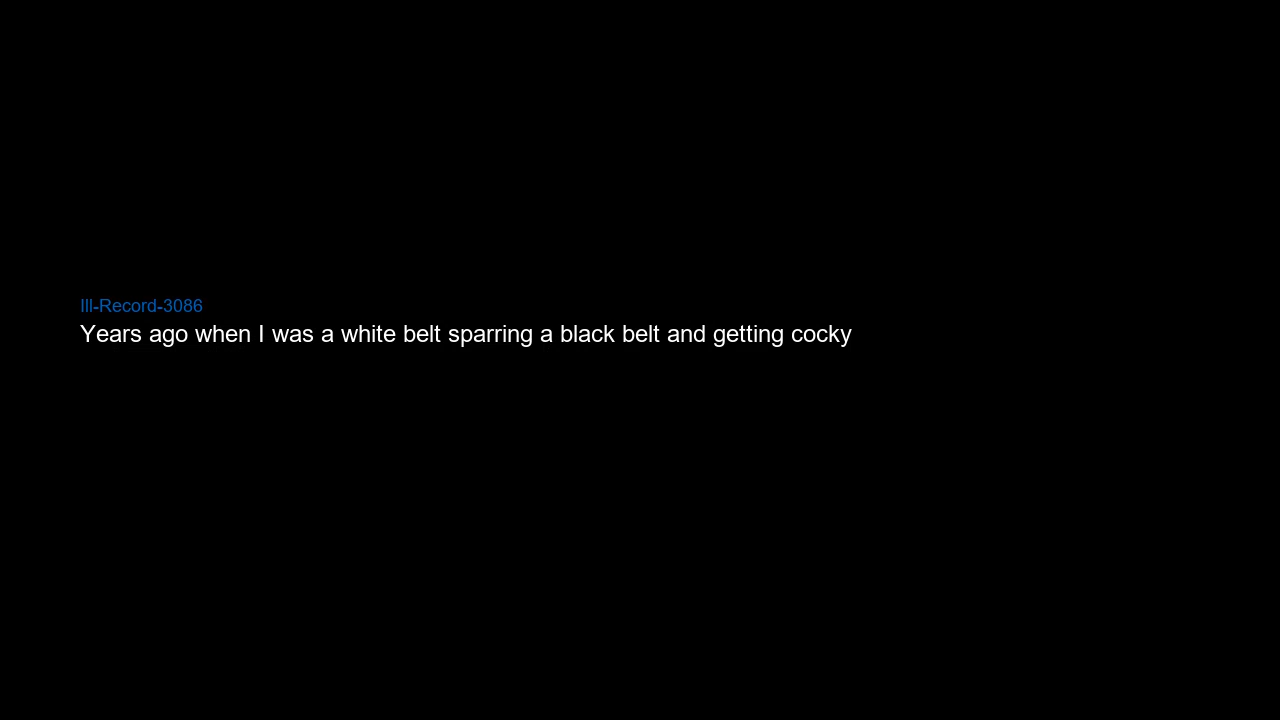 Ill-Record-3086
Years ago when I was a white belt sparring a black belt and getting cocky